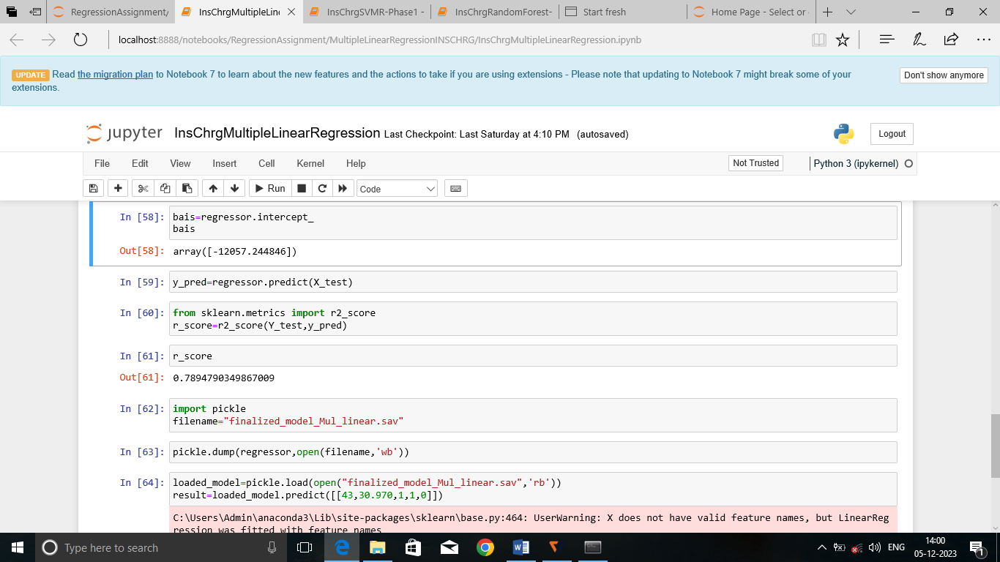 RegressionAssignment/
InsChrgMultipleLin
InsChrgSVMR-Phase1 -
InsChrgRandomForest-
Start fresh
Home Page - Select or
localhost:8888/notebooks/RegressionAssignment/MultipleLinearRegressionINSCHRG/InsChrgMultipleLinearRegression.ipynb
UPDATE Read the migration plan to Notebook 7 to learn about the new features and the actions to take if you are using extensions - Please note that updating to Notebook 7 might break some of your
extensions.
Don't show anymore
jupyter InsChrgMultipleLinearRegression Last Checkpoint: Last Saturday at 4:10 PM (autosaved)
Logout
File Edit View Insert Cell Kernel Help
Not Trusted
Python 3 (ipykernel)
Run
Code
In [58]: bais=regressor.intercept_
bais
Out[58]: array([-12057.244846])
In [59]: y_pred=regressor.predict(X_test)
In [60]: from sklearn.metrics import r2_score
r_score=r2_score(Y_test,y_pred)
In [61]: r_score
Out[61]: 0.7894790349867009
In [62]: import pickle
filename="finalized_model_Mul_linear.sav"
In [63]: pickle.dump(regressor,open(filename,'wb'))
In [64]: loaded_model=pickle.load(open("finalized_model_Mul_linear.sav",'rb'))
result=loaded_model.predict([[43,30.970,1,1,0]])
C:\Users\Admin\anaconda3\Lib\site-packages\sklearn\base.py:464: UserWarning: X does not have valid feature names, but LinearReg
ression was fitted with feature names
Type here to search
ENG
14:00
05-12-2023
1